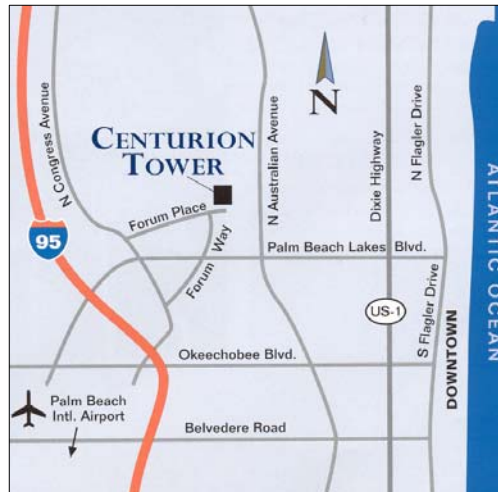 N Congress Avenue
N
CENTURION
TOWER
N Australian Avenue
Dixie Highway
N Flagler Drive
ATLANTIC OCEAN
Forum Place
Forum Way
95
Palm Beach Lakes Blvd.
US-1
S Flagler Drive
DOWNTOWN
Okeechobee Blvd.
Palm Beach
Intl. Airport
Belvedere Road